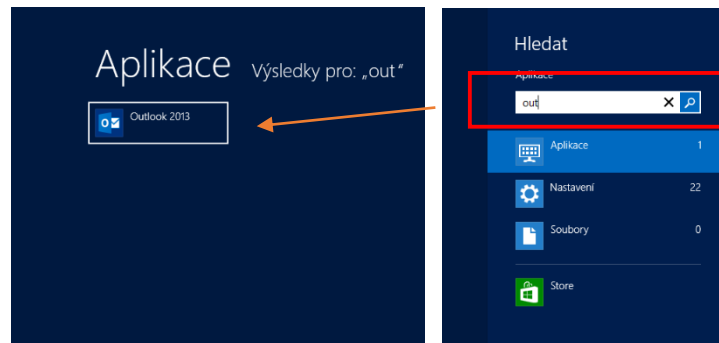 Aplikace Výsledky pro: „out“
Outlook 2013
Hledat
Aplikace
out
Aplikace 1
Nastavení 22
Soubory 0
Store